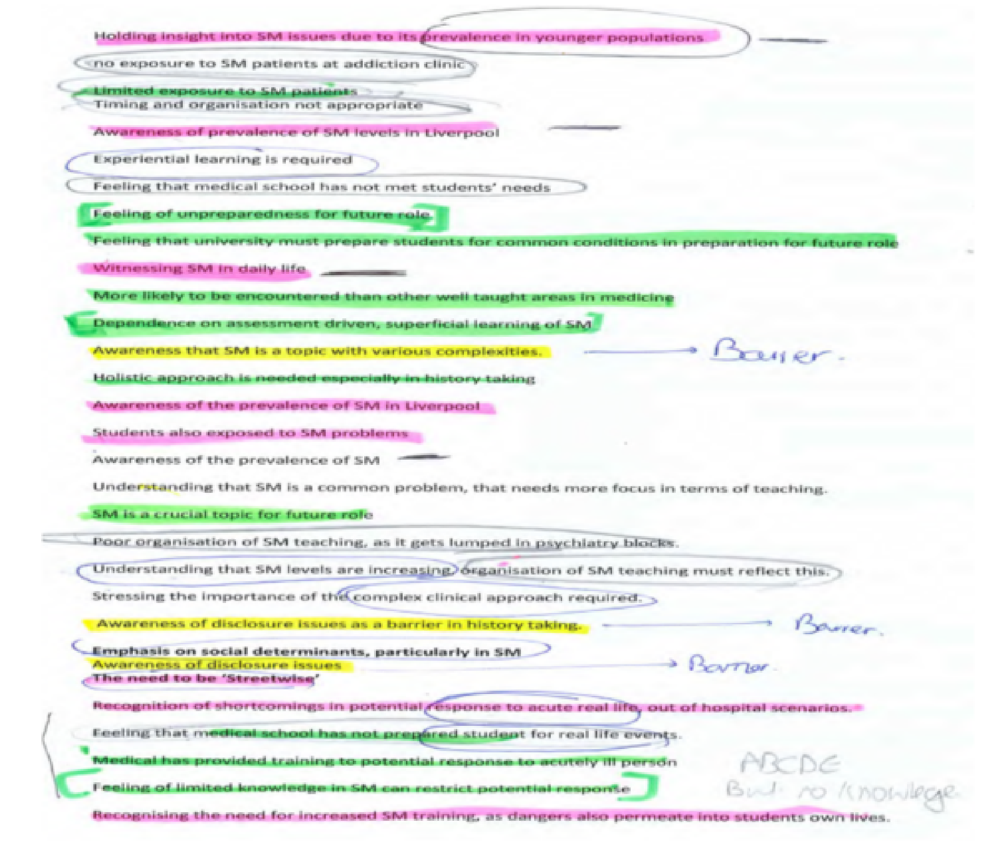 Holding insight into SM issues due to its prevalence in younger populations
no exposure to SM patients at addiction clinic
Limited exposure to SM patients
Timing and organisation not appropriate
Awareness of prevalence of SM levels in Liverpool
Experiential learning is required
Feeling that medical school has not met students' needs
Feeling of unpreparedness for future role
Feeling that university must prepare students for common conditions in preparation for future role
Witnessing SM in daily life
More likely to be encountered than other well taught areas in medicine
Dependence on assessment driven, superficial learning of SM
Awareness that SM is a topic with various complexities. Barrier.
Holistic approach is needed especially in history taking
Awareness of the prevalence of SM in Liverpool
Students also exposed to SM problems
Awareness of the prevalence of SM
Understanding that SM is a common problem, that needs more focus in terms of teaching.
SM is a crucial topic for future role
Poor organisation of SM teaching, as it gets lumped in psychiatry blocks.
Understanding that SM levels are increasing, organisation of SM teaching must reflect this.
Stressing the importance of the complex clinical approach required.
Awareness of disclosure issues as a barrier in history taking. Barrier.
Emphasis on social determinants, particularly in SM
Awareness of disclosure issues Barrier.
The need to be 'Streetwise'
Recognition of shortcomings in potential response to acute real life, out of hospital scenarios.
Feeling that medical school has not prepared student for real life events.
Medical has provided training to potential response to acutely ill person ABCDE
Feeling of limited knowledge in SM can restrict potential response But no knowlege
Recognising the need for increased SM training, as dangers also permeate into students own lives.